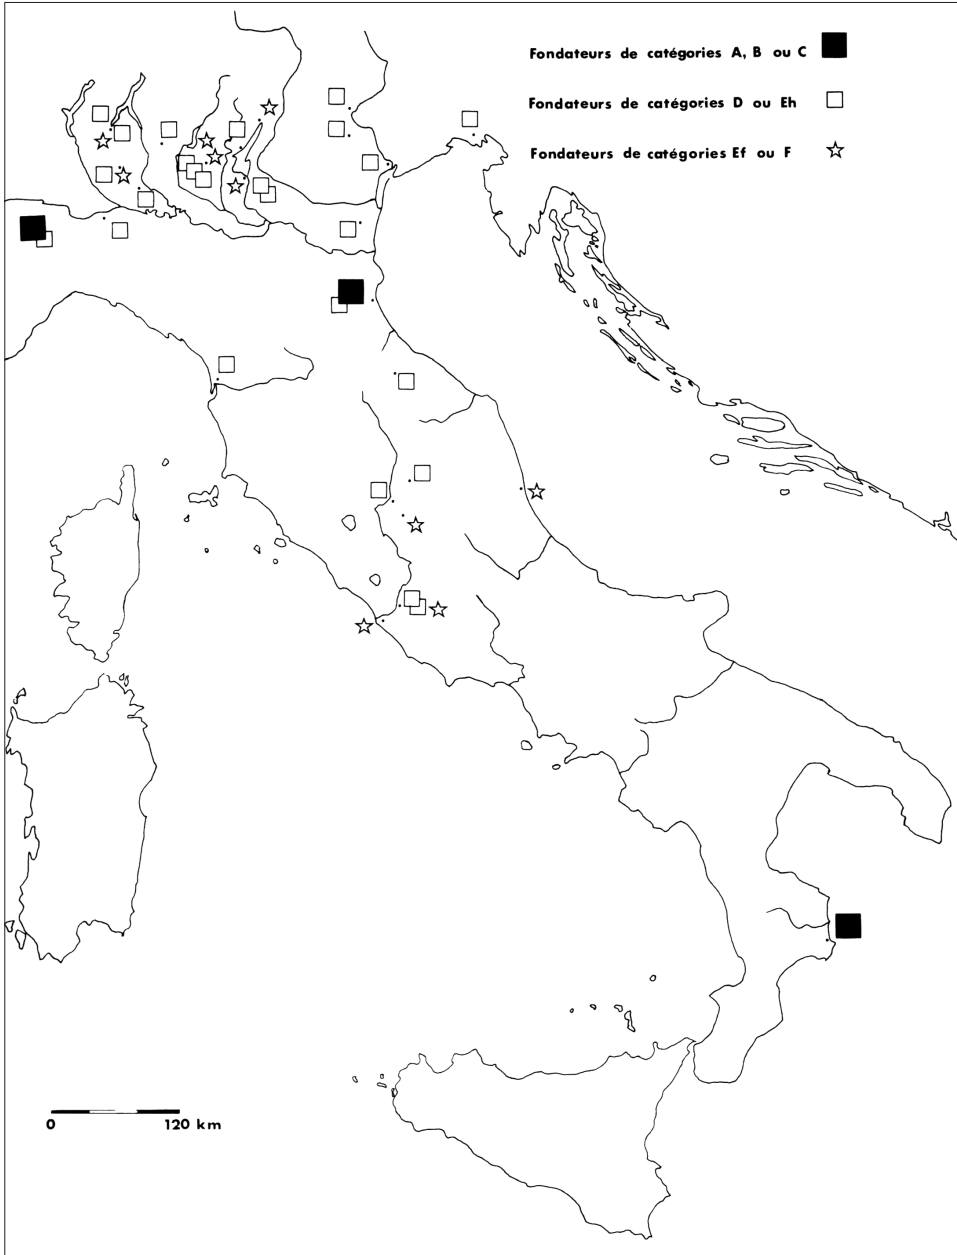 Fondateurs de catégories A, B ou C
Fondateurs de catégories D ou Eh
Fondateurs de catégories Ef ou F
0 120 km